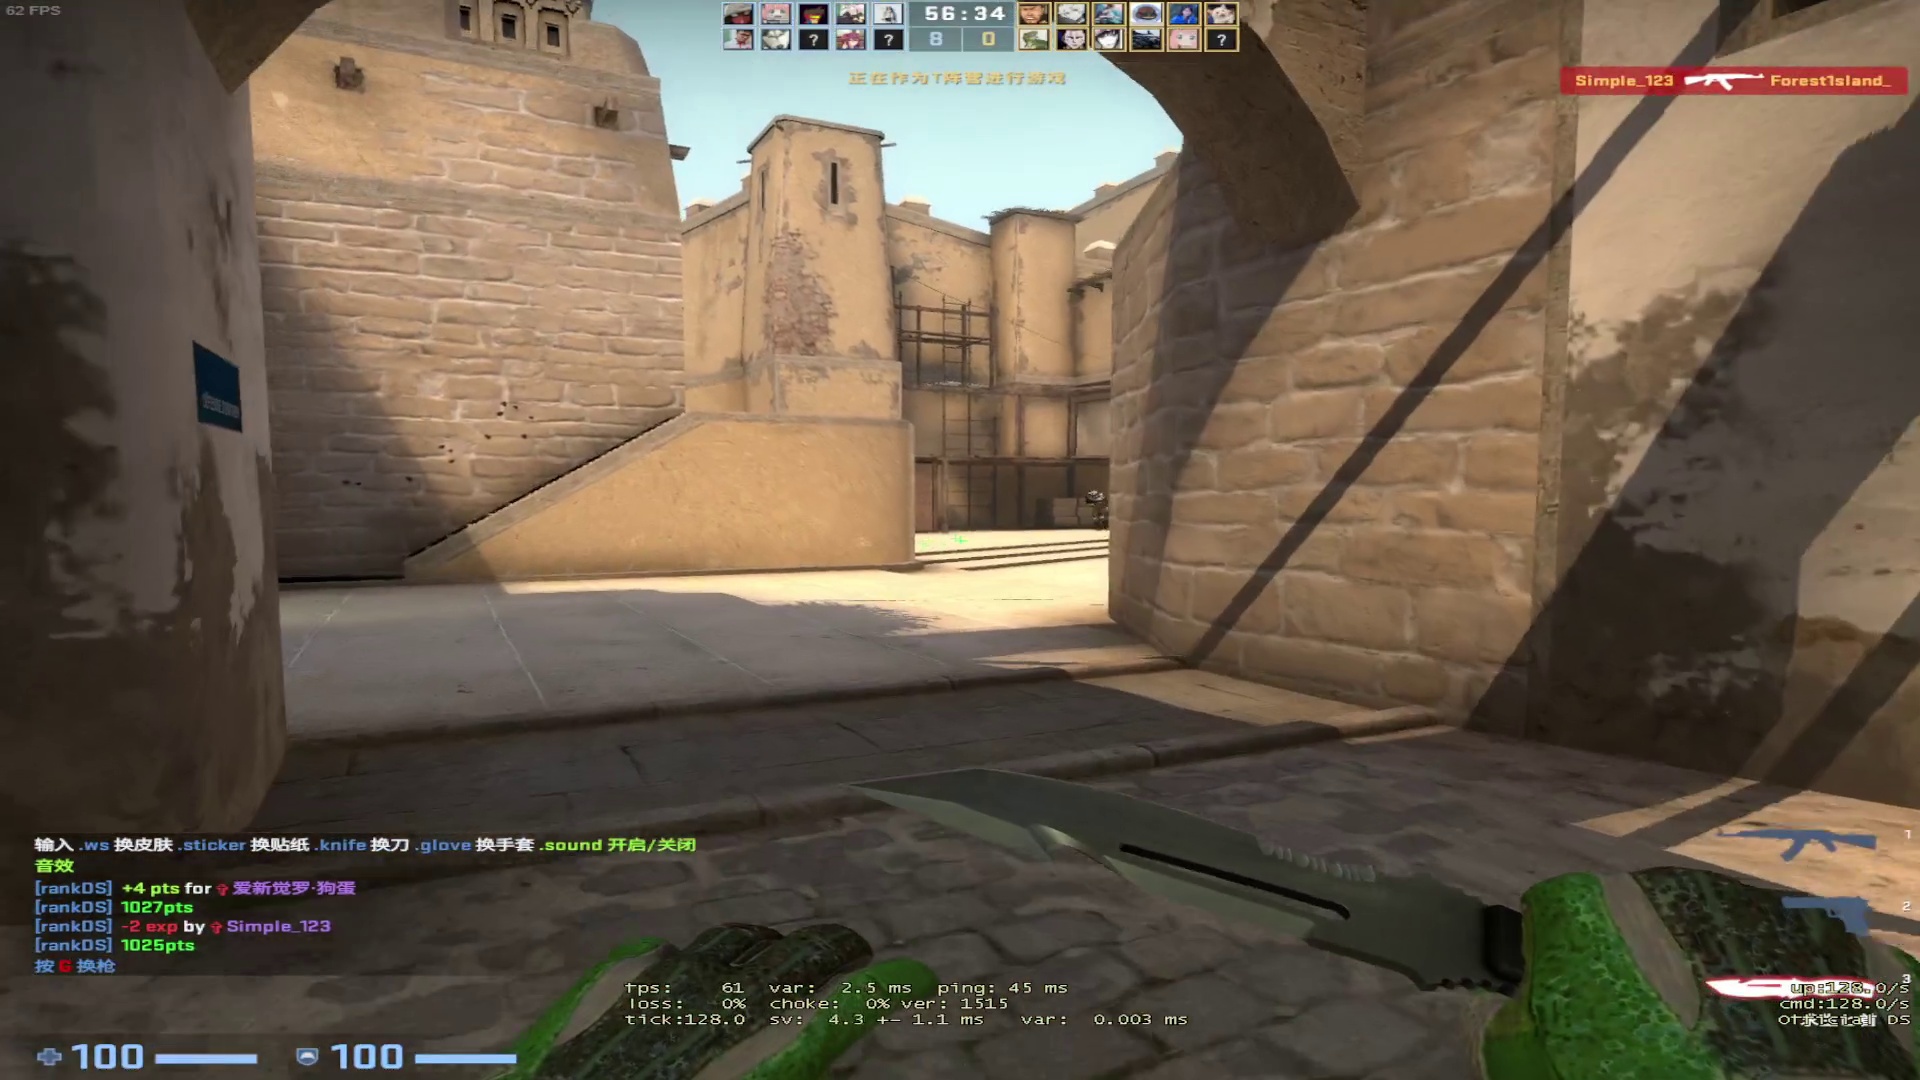 62 FPS
56:34
? ? 8 0 ?
正在作为T阵营进行游戏
Simple_123 Forest1sland_
输入 .ws 换皮肤 .sticker 换贴纸 .knife 换刀 .glove 换手套 .sound 开启/关闭
音效
[rankDS] +4 pts for 爱新觉罗·狗蛋
[rankDS] 1027pts
[rankDS] -2 exp by Simple_123
[rankDS] 1025pts
按 G 换枪
1
2
3
fps: 61 var: 2.5 ms ping: 45 ms
loss: 0% choke: 0% ver: 1515
tick:128.0 sv: 4.3 +- 1.1 ms var: 0.003 ms
up:128.0/s
cmd:128.0/s
DS
100 100